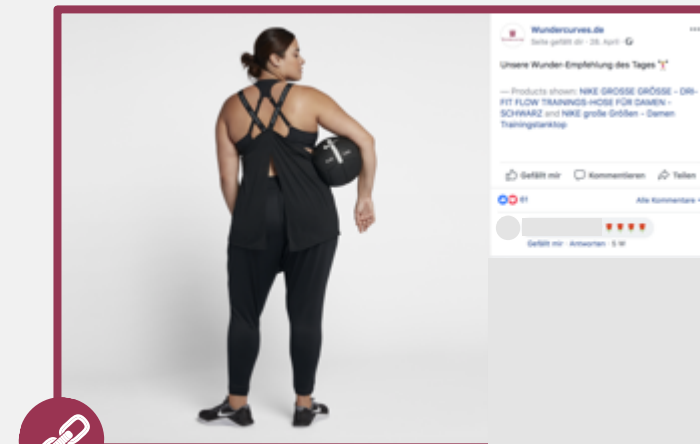 Wundercurves.de
Seite gefällt dir · 28. April ·
Unsere Wunder-Empfehlung des Tages
— Products shown: NIKE GROSSE GRÖSSE - DRI-
FIT FLOW TRAININGS-HOSE FÜR DAMEN -
SCHWARZ and NIKE große Größen - Damen
Trainingstanktop
Gefällt mir Kommentieren Teilen
61 Alle Kommentare
Gefällt mir · Antworten · 5 W